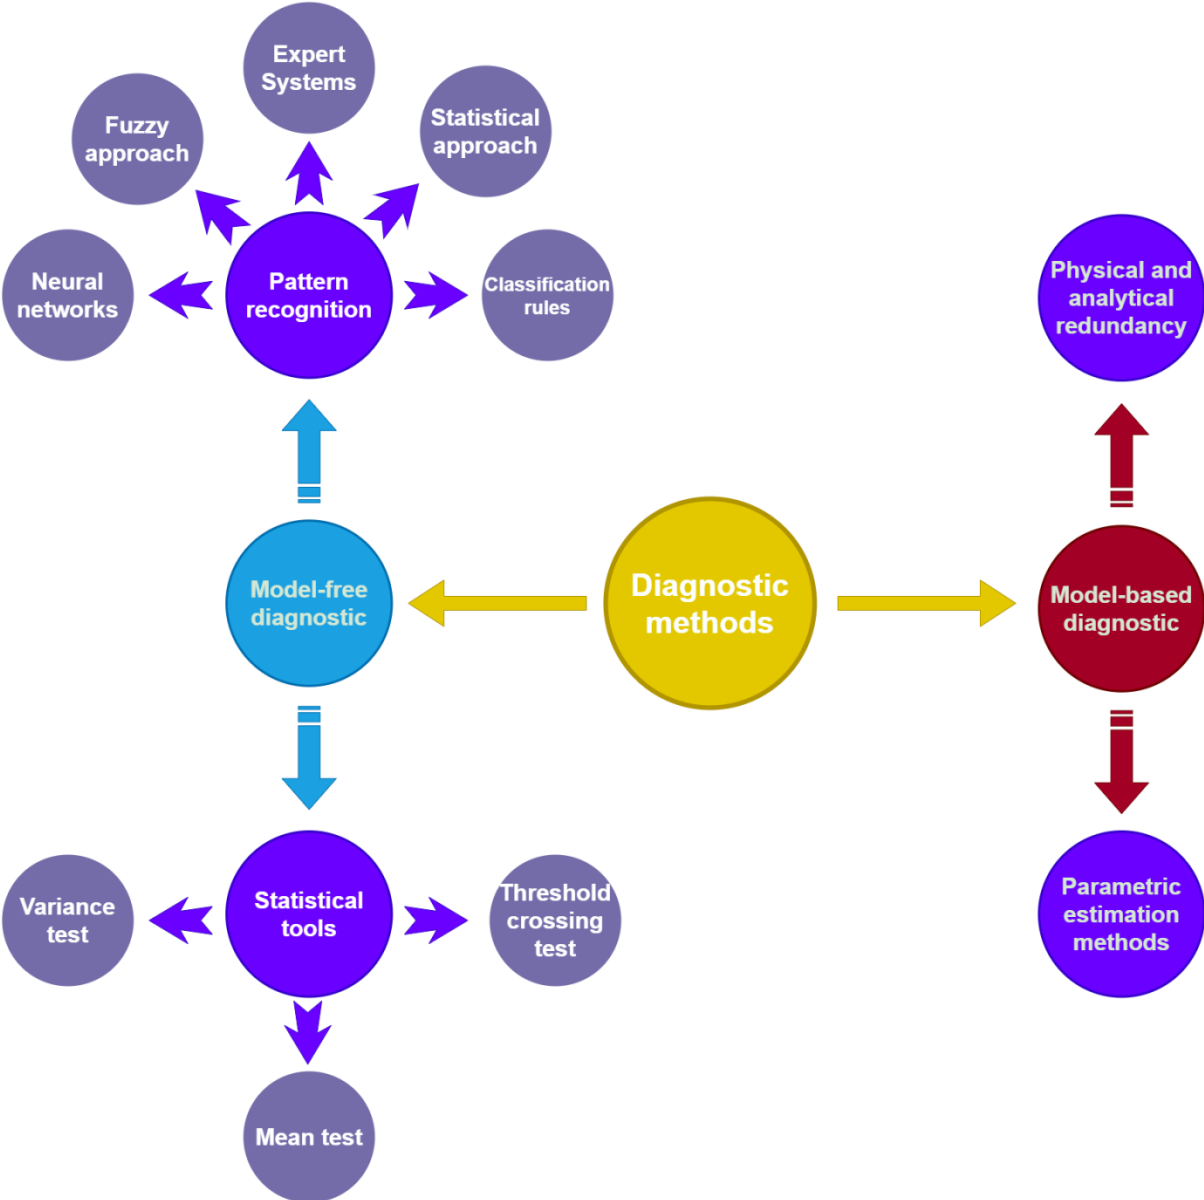 Expert
Systems
Fuzzy
approach
Statistical
approach
Neural
networks
Pattern
recognition
Classification
rules
Physical and
analytical
redundancy
Model-free
diagnostic
Diagnostic
methods
Model-based
diagnostic
Variance
test
Statistical
tools
Threshold
crossing
test
Parametric
estimation
methods
Mean test